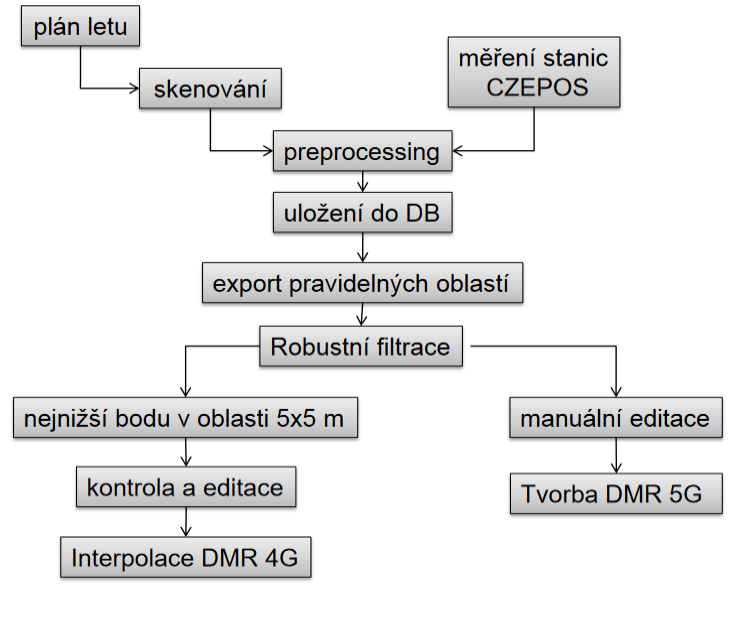 plán letu
skenování
měření stanic
CZEPOS
preprocessing
uložení do DB
export pravidelných oblastí
Robustní filtrace
nejnižší bodu v oblasti 5x5 m
manuální editace
kontrola a editace
Tvorba DMR 5G
Interpolace DMR 4G